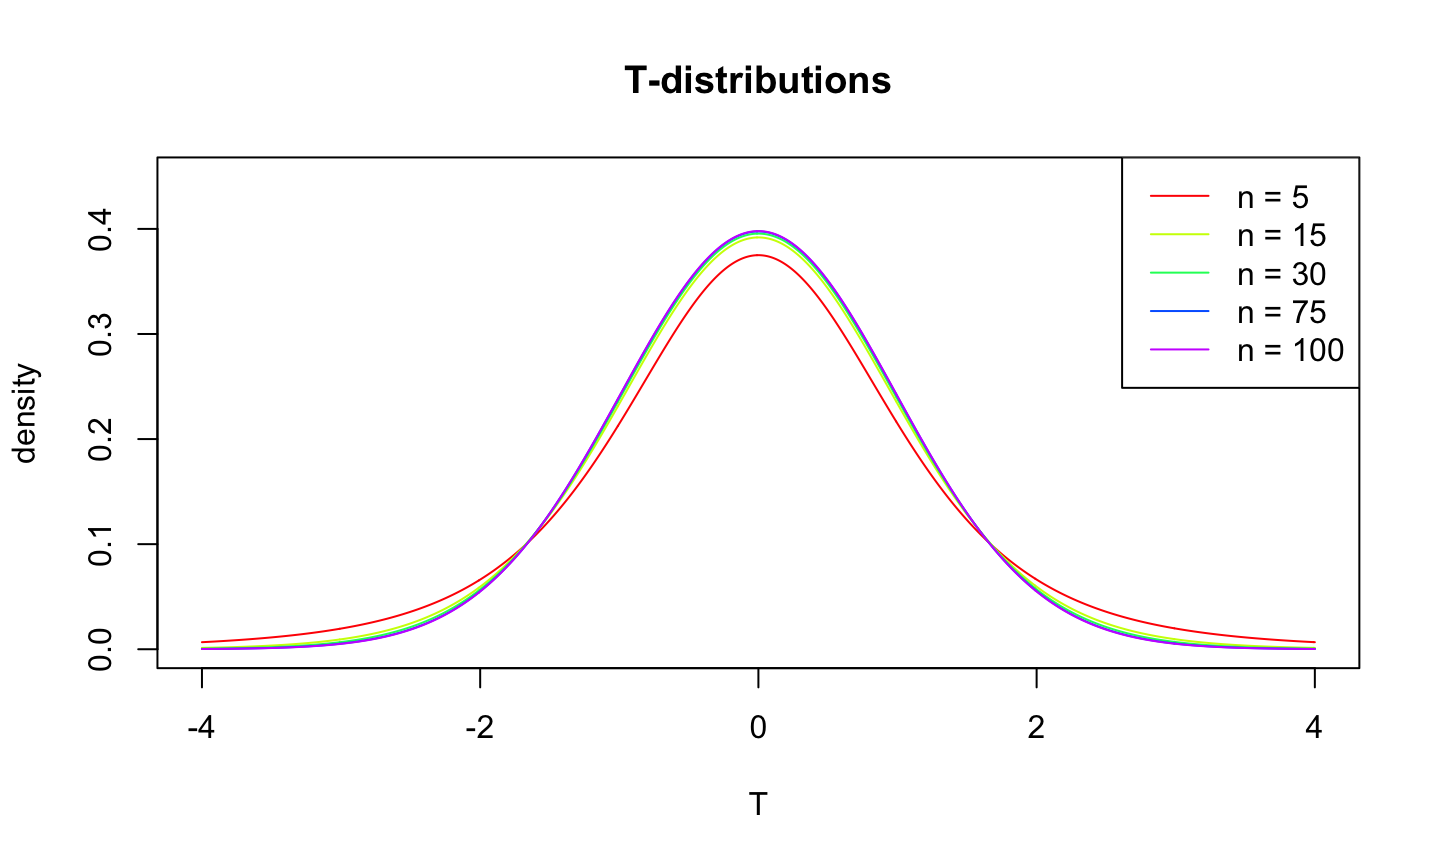 T-distributions
n = 5
n = 15
n = 30
n = 75
n = 100
density
0.4
0.3
0.2
0.1
0.0
-4 -2 0 2 4
T